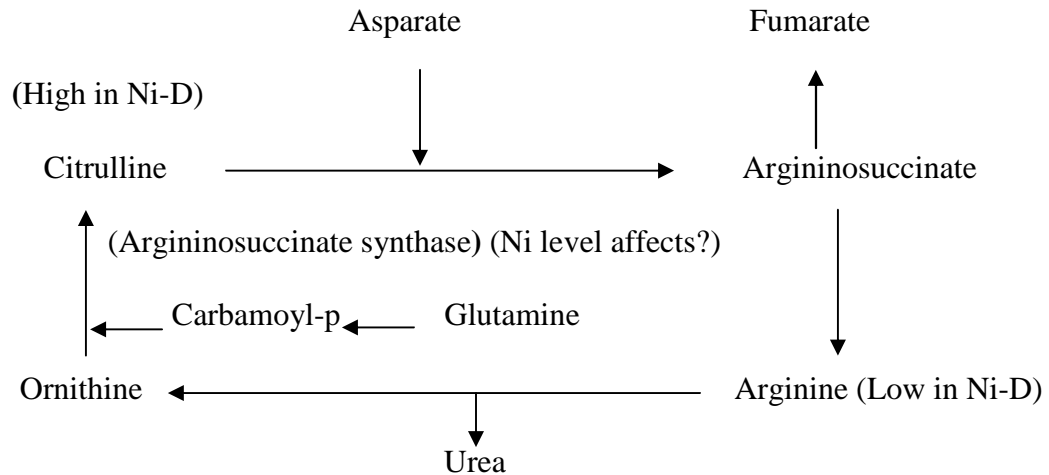 Asparate Fumarate
(High in Ni-D)
Citrulline Argininosuccinate
(Argininosuccinate synthase) (Ni level affects?)
Carbamoyl-p Glutamine
Ornithine Arginine (Low in Ni-D)
Urea